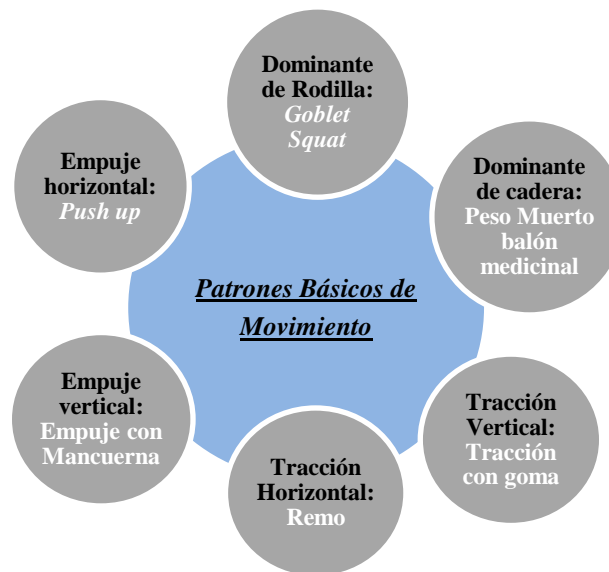 Dominante
de Rodilla:
Goblet
Squat
Dominante
de cadera:
Peso Muerto
balón
medicinal
Tracción
Vertical:
Tracción
con goma
Tracción
Horizontal:
Remo
Empuje
vertical:
Empuje con
Mancuerna
Empuje
horizontal:
Push up
Patrones Básicos de
Movimiento